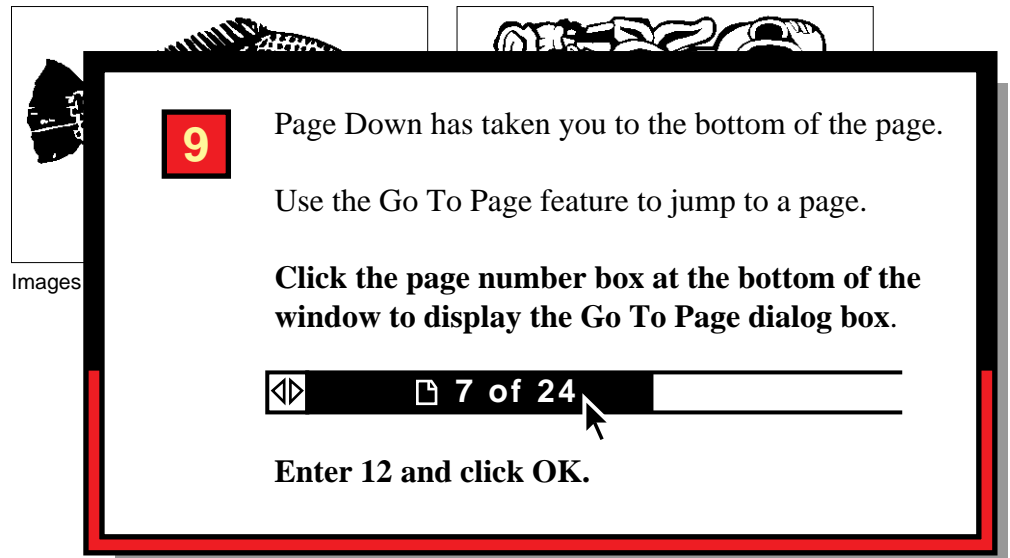 9
Page Down has taken you to the bottom of the page.
Use the Go To Page feature to jump to a page.
Click the page number box at the bottom of the
window to display the Go To Page dialog box.
7 of 24
Enter 12 and click OK.
Images